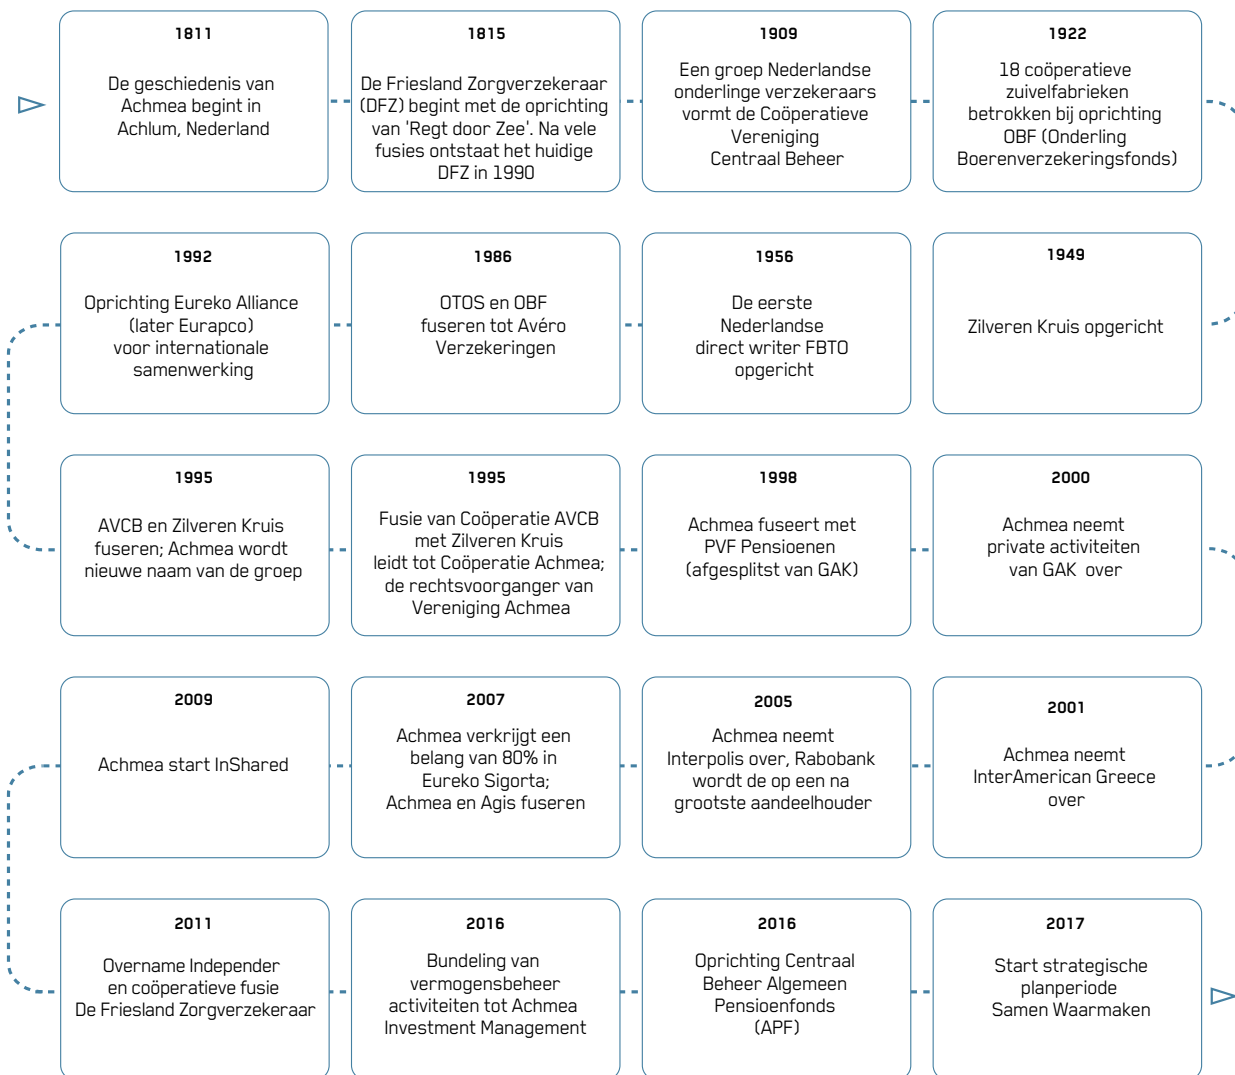 1811
De geschiedenis van
Achmea begint in
Achlum, Nederland
1815
De Friesland Zorgverzekeraar
(DFZ) begint met de oprichting
van 'Regt door Zee'. Na vele
fusies ontstaat het huidige
DFZ in 1990
1909
Een groep Nederlandse
onderlinge verzekeraars
vormt de Coöperatieve
Vereniging
Centraal Beheer
1922
18 coöperatieve
zuivelfabrieken
betrokken bij oprichting
OBF (Onderling
Boerenverzekeringsfonds)
1949
Zilveren Kruis opgericht
1956
De eerste
Nederlandse
direct writer FBTO
opgericht
1986
OTOS en OBF
fuseren tot Avéro
Verzekeringen
1992
Oprichting Eureko Alliance
(later Eurapco)
voor internationale
samenwerking
1995
AVCB en Zilveren Kruis
fuseren; Achmea wordt
nieuwe naam van de groep
1995
Fusie van Coöperatie AVCB
met Zilveren Kruis
leidt tot Coöperatie Achmea;
de rechtsvoorganger van
Vereniging Achmea
1998
Achmea fuseert met
PVF Pensioenen
(afgesplitst van GAK)
2000
Achmea neemt
private activiteiten
van GAK over
2001
Achmea neemt
InterAmerican Greece
over
2005
Achmea neemt
Interpolis over, Rabobank
wordt de op een na
grootste aandeelhouder
2007
Achmea verkrijgt een
belang van 80% in
Eureko Sigorta;
Achmea en Agis fuseren
2009
Achmea start InShared
2011
Overname Independer
en coöperatieve fusie
De Friesland Zorgverzekeraar
2016
Bundeling van
vermogensbeheer
activiteiten tot Achmea
Investment Management
2016
Oprichting Centraal
Beheer Algemeen
Pensioenfonds
(APF)
2017
Start strategische
planperiode
Samen Waarmaken